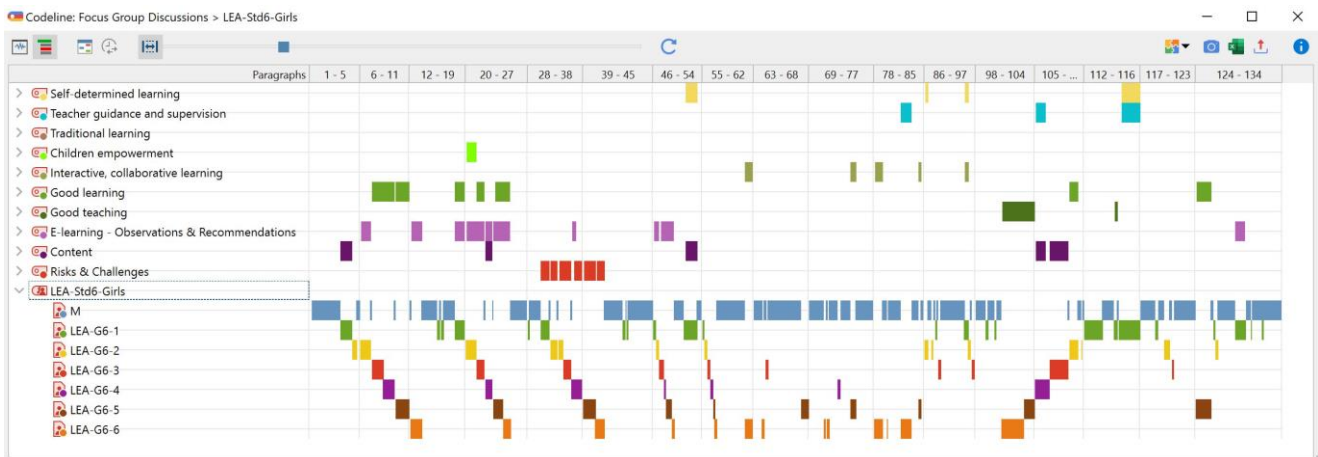 Codeline: Focus Group Discussions > LEA-Std6-Girls
Paragraphs 1 - 5 6 - 11 12 - 19 20 - 27 28 - 38 39 - 45 46 - 54 55 - 62 63 - 68 69 - 77 78 - 85 86 - 97 98 - 104 105 - ... 112 - 116 117 - 123 124 - 134
Self-determined learning
Teacher guidance and supervision
Traditional learning
Children empowerment
Interactive, collaborative learning
Good learning
Good teaching
E-learning - Observations & Recommendations
Content
Risks & Challenges
LEA-Std6-Girls
M
LEA-G6-1
LEA-G6-2
LEA-G6-3
LEA-G6-4
LEA-G6-5
LEA-G6-6